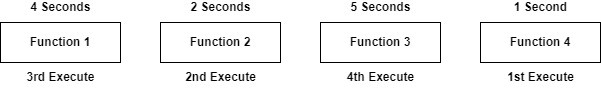 4 Seconds 2 Seconds 5 Seconds 1 Second
Function 1 Function 2 Function 3 Function 4
3rd Execute 2nd Execute 4th Execute 1st Execute